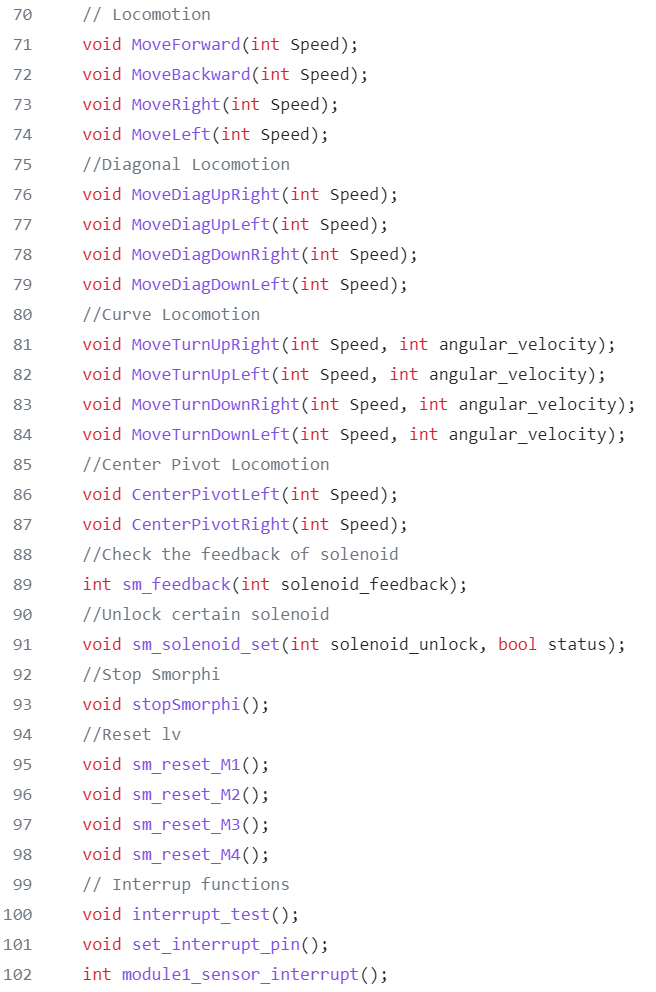 70 // Locomotion
71 void MoveForward(int Speed);
72 void MoveBackward(int Speed);
73 void MoveRight(int Speed);
74 void MoveLeft(int Speed);
75 //Diagonal Locomotion
76 void MoveDiagUpRight(int Speed);
77 void MoveDiagUpLeft(int Speed);
78 void MoveDiagDownRight(int Speed);
79 void MoveDiagDownLeft(int Speed);
80 //Curve Locomotion
81 void MoveTurnUpRight(int Speed, int angular_velocity);
82 void MoveTurnUpLeft(int Speed, int angular_velocity);
83 void MoveTurnDownRight(int Speed, int angular_velocity);
84 void MoveTurnDownLeft(int Speed, int angular_velocity);
85 //Center Pivot Locomotion
86 void CenterPivotLeft(int Speed);
87 void CenterPivotRight(int Speed);
88 //Check the feedback of solenoid
89 int sm_feedback(int solenoid_feedback);
90 //Unlock certain solenoid
91 void sm_solenoid_set(int solenoid_unlock, bool status);
92 //Stop Smorphi
93 void stopSmorphi();
94 //Reset lv
95 void sm_reset_M1();
96 void sm_reset_M2();
97 void sm_reset_M3();
98 void sm_reset_M4();
99 // Interrup functions
100 void interrupt_test();
101 void set_interrupt_pin();
102 int module1_sensor_interrupt();